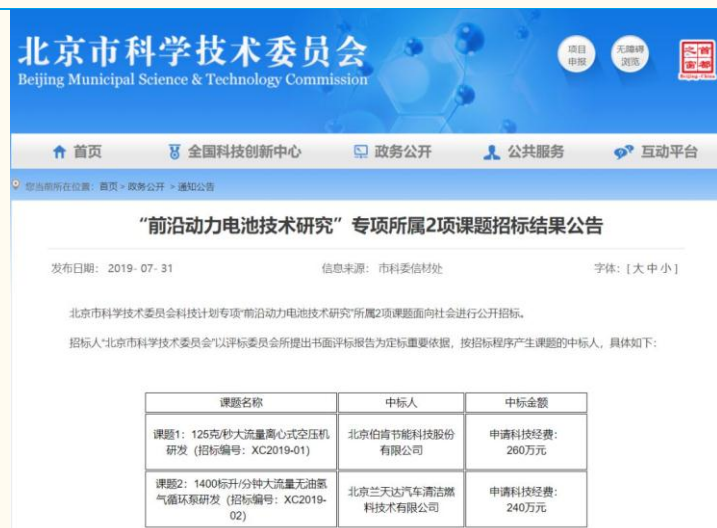 北京市科学技术委员会
Beijing Municipal Science & Technology Commission
项目
申报
无障碍
浏览
首都
之窗
Beijing-China
首页
全国科技创新中心
政务公开
公共服务
互动平台
您当前所在位置：首页 > 政务公开 > 通知公告
“前沿动力电池技术研究”专项所属2项课题招标结果公告
发布日期： 2019- 07- 31
信息来源： 市科委信材处
字体：[ 大 中 小 ]
北京市科学技术委员会科技计划专项“前沿动力电池技术研究”所属2项课题面向社会进行公开招标。
招标人“北京市科学技术委员会”以评标委员会所提出书面评标报告为定标重要依据，按招标程序产生课题的中标人，具体如下：
课题名称
中标人
中标金额
课题1：125克/秒大流量离心式空压机
研发（招标编号：XC2019-01）
北京伯肯节能科技股份
有限公司
申请科技经费：
260万元
课题2：1400标升/分钟大流量无油氢
气循环泵研发（招标编号：XC2019-
02）
北京兰天达汽车清洁燃
料技术有限公司
申请科技经费：
240万元